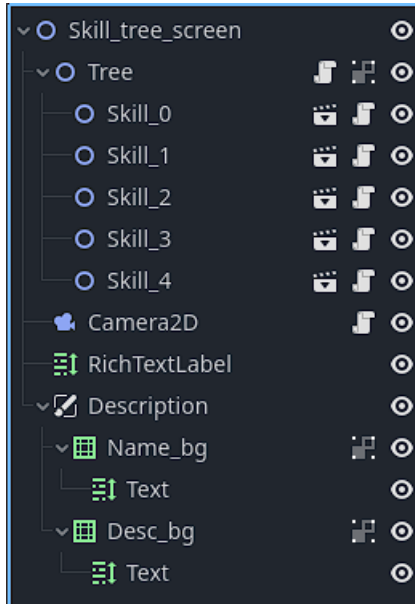 Skill_tree_screen
Tree
Skill_0
Skill_1
Skill_2
Skill_3
Skill_4
Camera2D
RichTextLabel
Description
Name_bg
Text
Desc_bg
Text